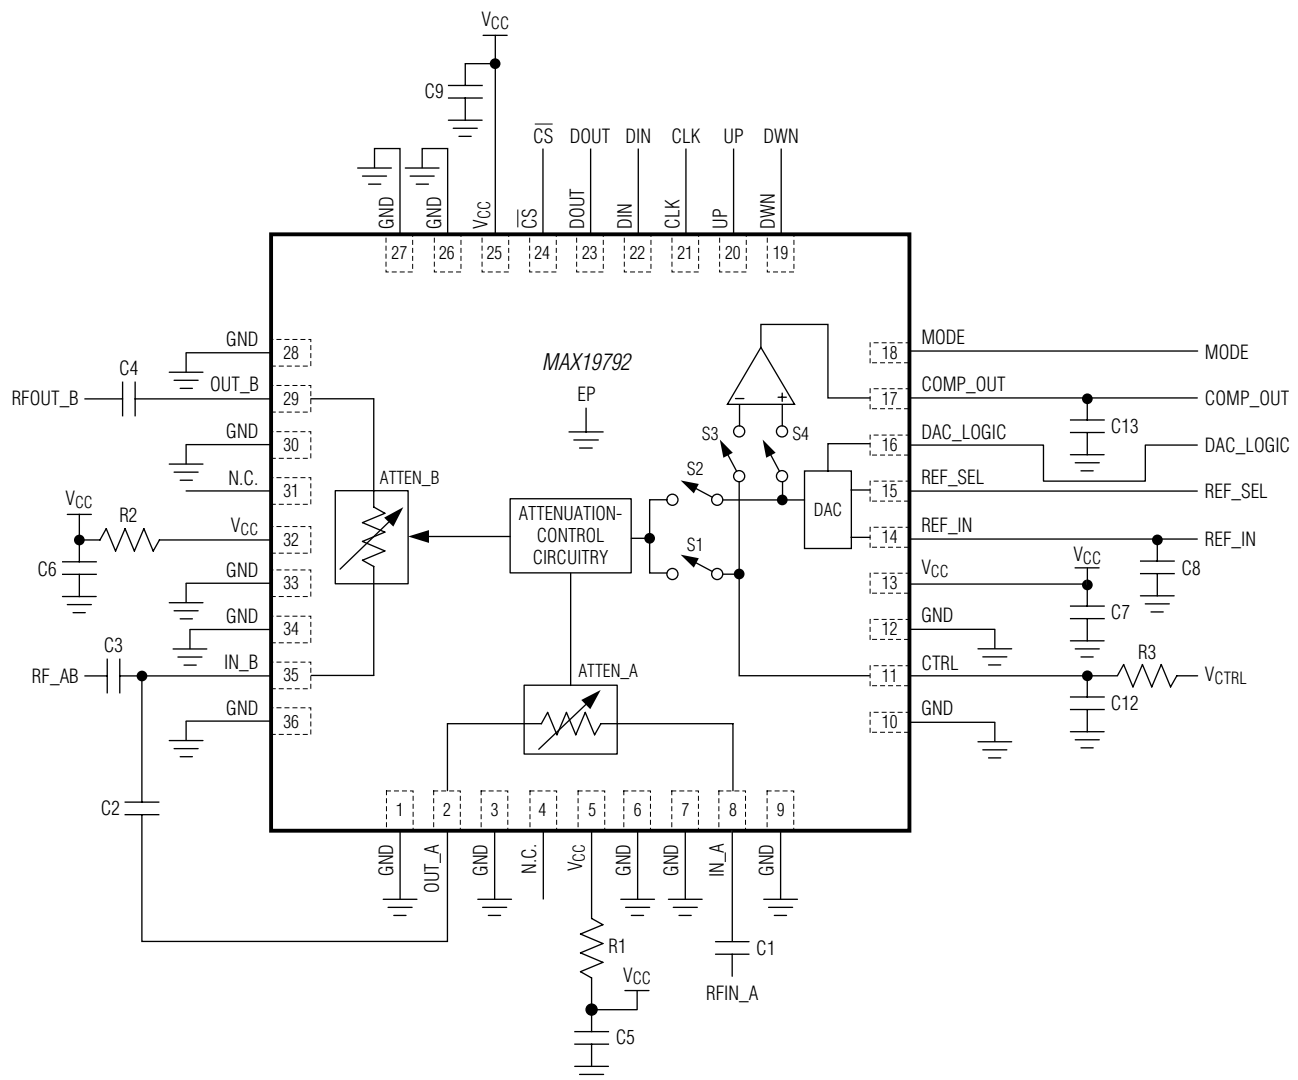 VCC
C9
CS DOUT DIN CLK UP DWN
GND GND VCC CS DOUT DIN CLK UP DWN
27 26 25 24 23 22 21 20 19
MAX19792
EP
GND
28
C4
RFOUT_B
OUT_B
29
GND
30
N.C.
31
VCC
R2
C6
VCC
32
GND
33
GND
34
C3
RF_AB
IN_B
35
GND
36
C2
ATTEN_B
ATTENUATION-
CONTROL
CIRCUITRY
ATTEN_A
S1
S2
S3
S4
– +
DAC
18
MODE
MODE
17
COMP_OUT
COMP_OUT
C13
16
DAC_LOGIC
DAC_LOGIC
15
REF_SEL
REF_SEL
14
REF_IN
REF_IN
C8
13
VCC
VCC
C7
12
GND
11
CTRL
R3
VCTRL
C12
10
GND
1 2 3 4 5 6 7 8 9
GND OUT_A GND N.C. VCC GND GND IN_A GND
R1
VCC
C5
C1
RFIN_A